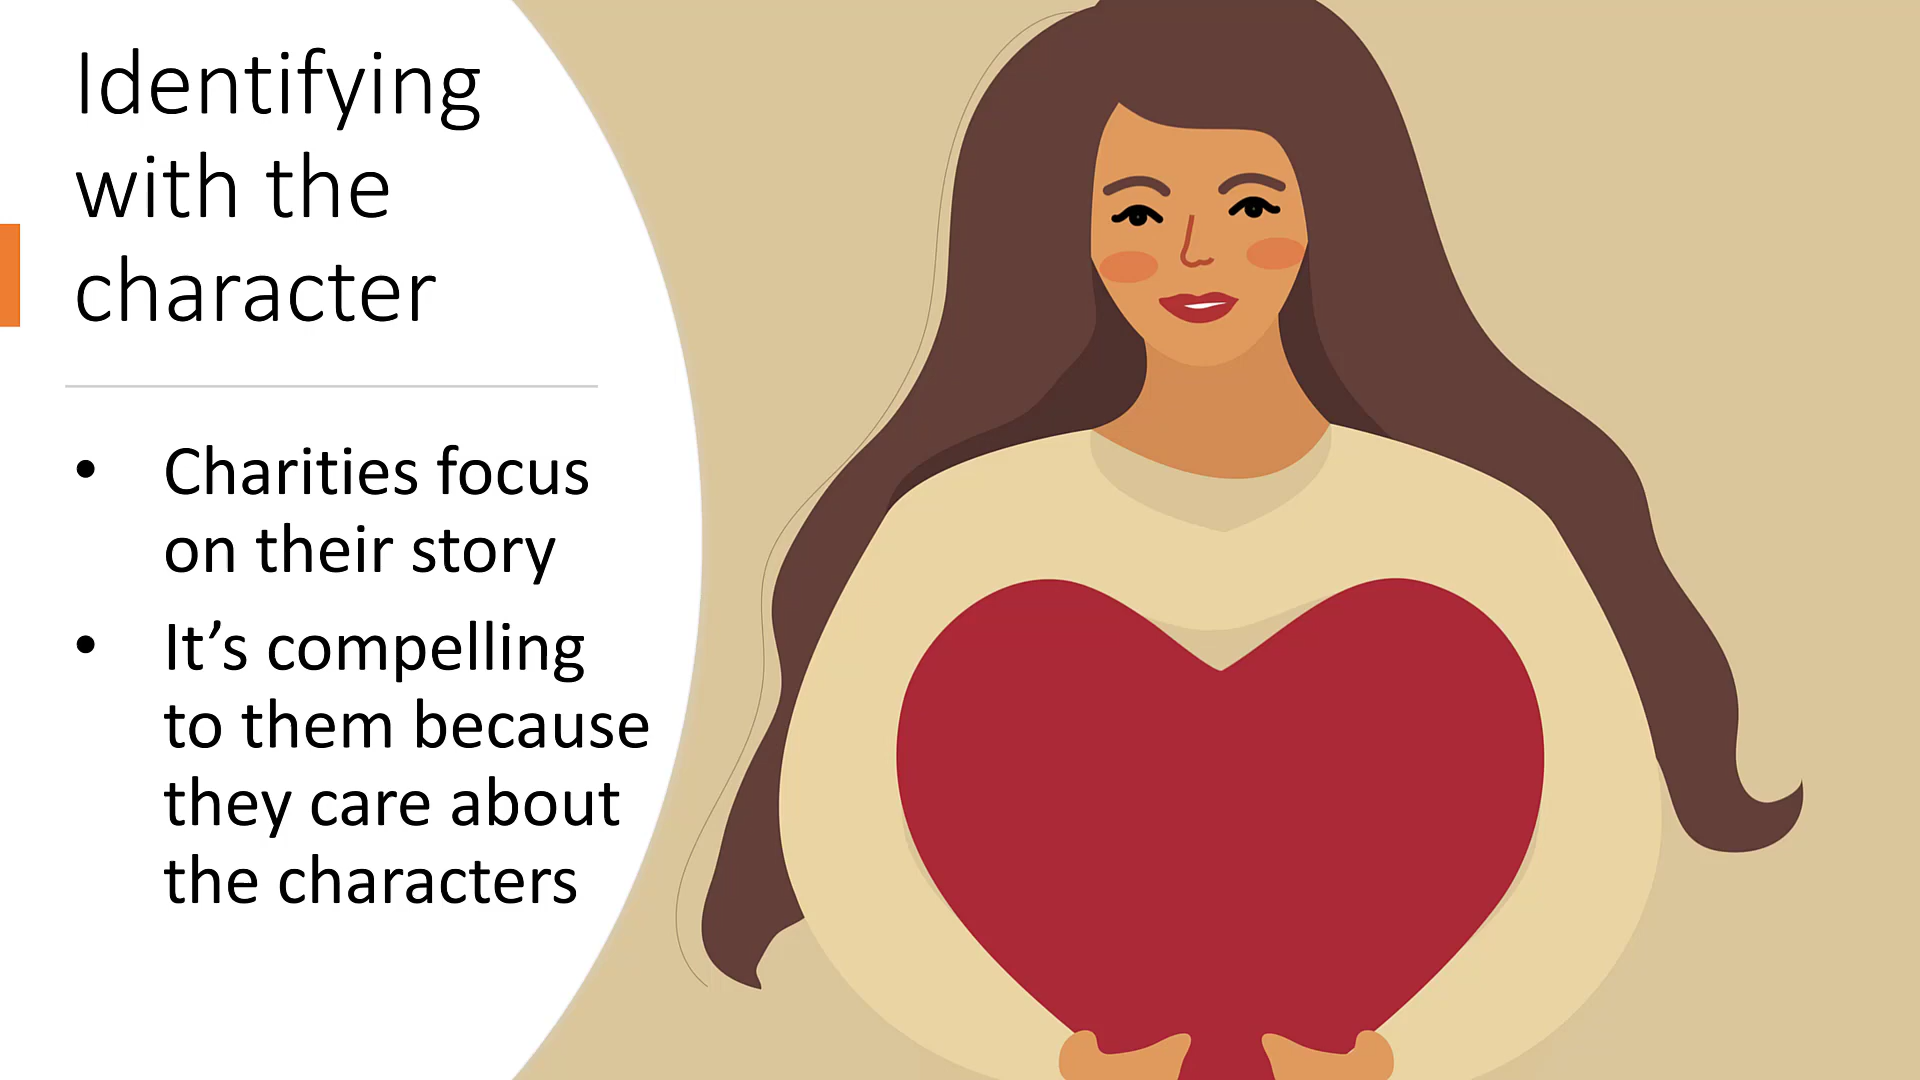 Identifying
with the
character
• Charities focus
on their story
• It’s compelling
to them because
they care about
the characters